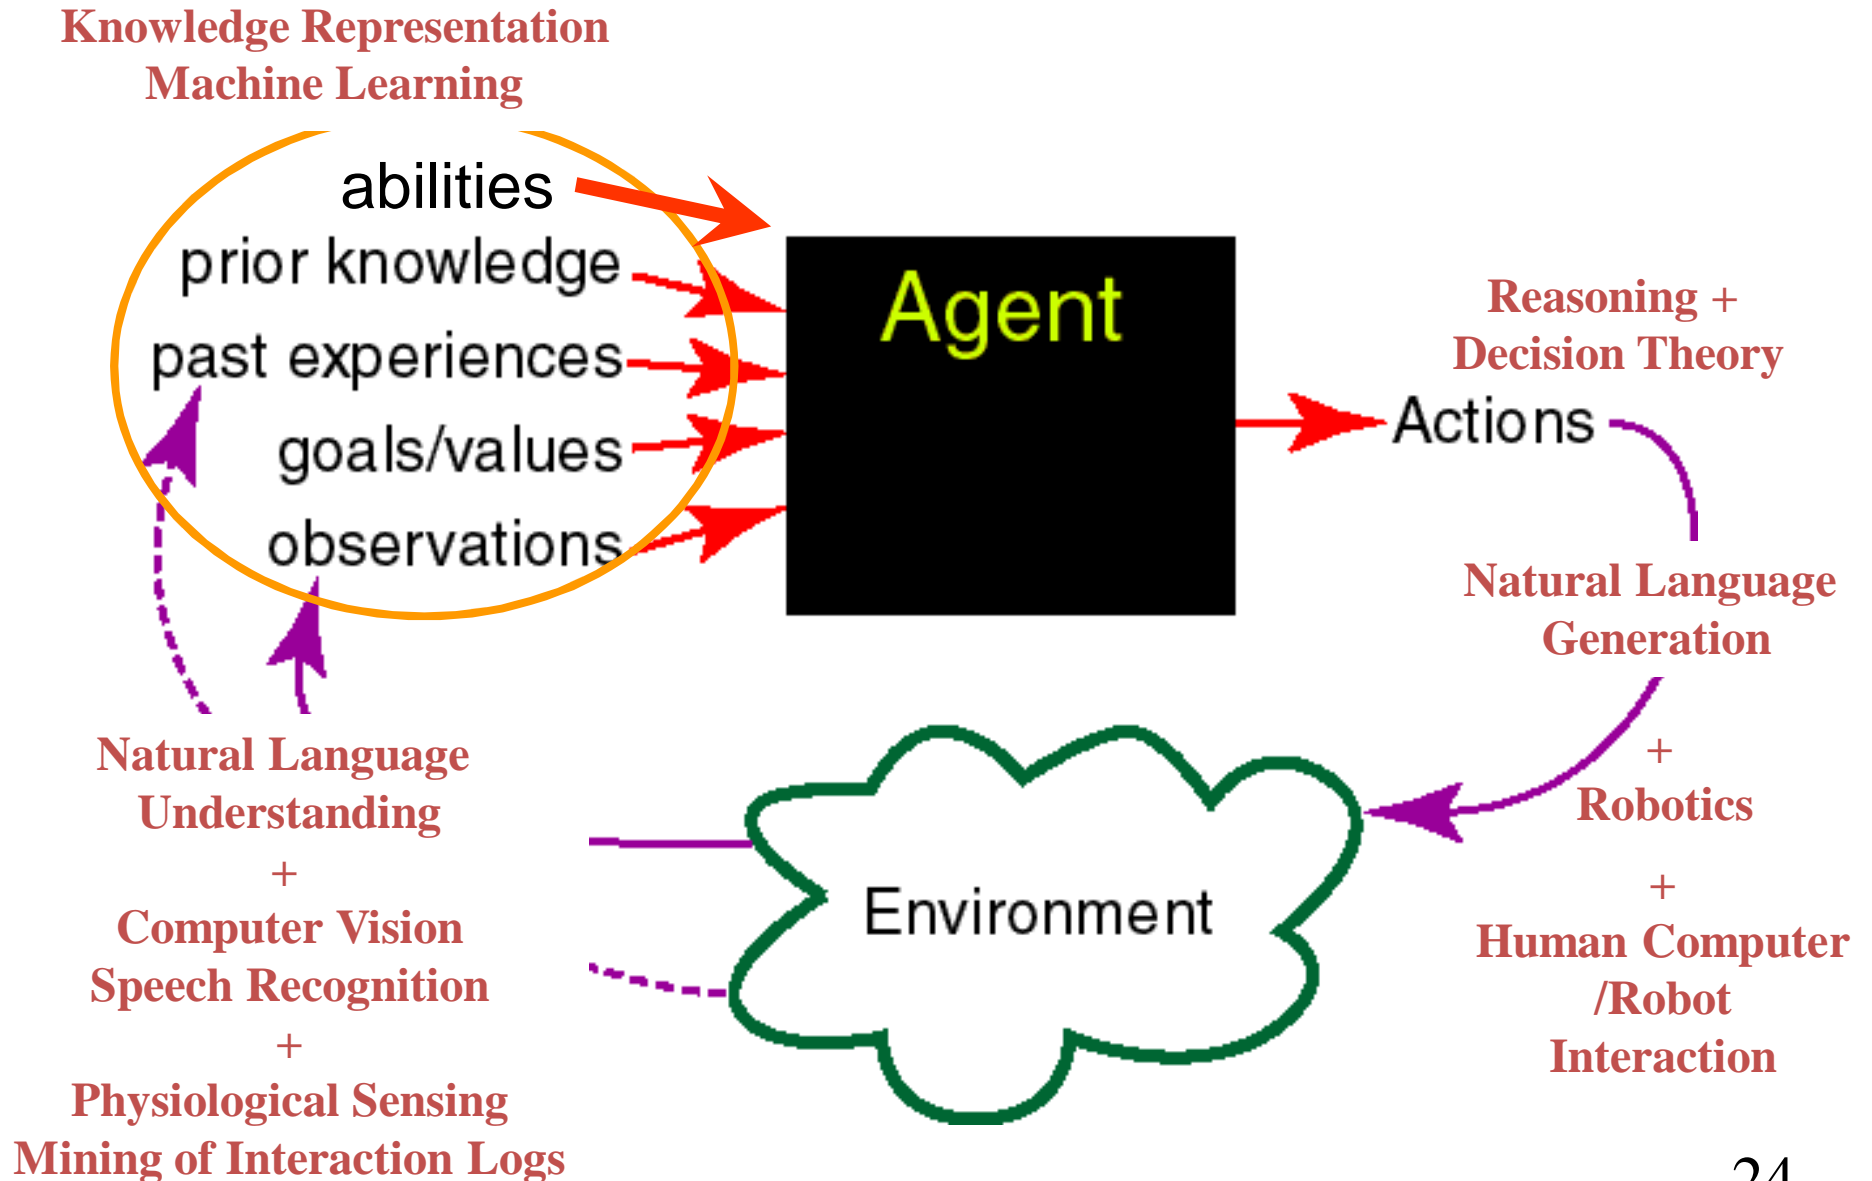 Knowledge Representation
Machine Learning
abilities
prior knowledge
past experiences
goals/values
observations
Agent
Reasoning +
Decision Theory
Actions
Natural Language
Generation
+
Robotics
+
Human Computer
/Robot
Interaction
Natural Language
Understanding
+
Computer Vision
Speech Recognition
+
Physiological Sensing
Mining of Interaction Logs
Environment
24